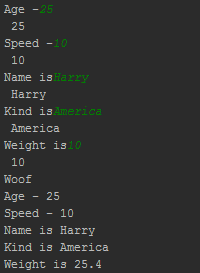 Age -25
 25
Speed -10
 10
Name isHarry
 Harry
Kind isAmerica
 America
Weight is10
 10
Woof
Age - 25
Speed - 10
Name is Harry
Kind is America
Weight is 25.4